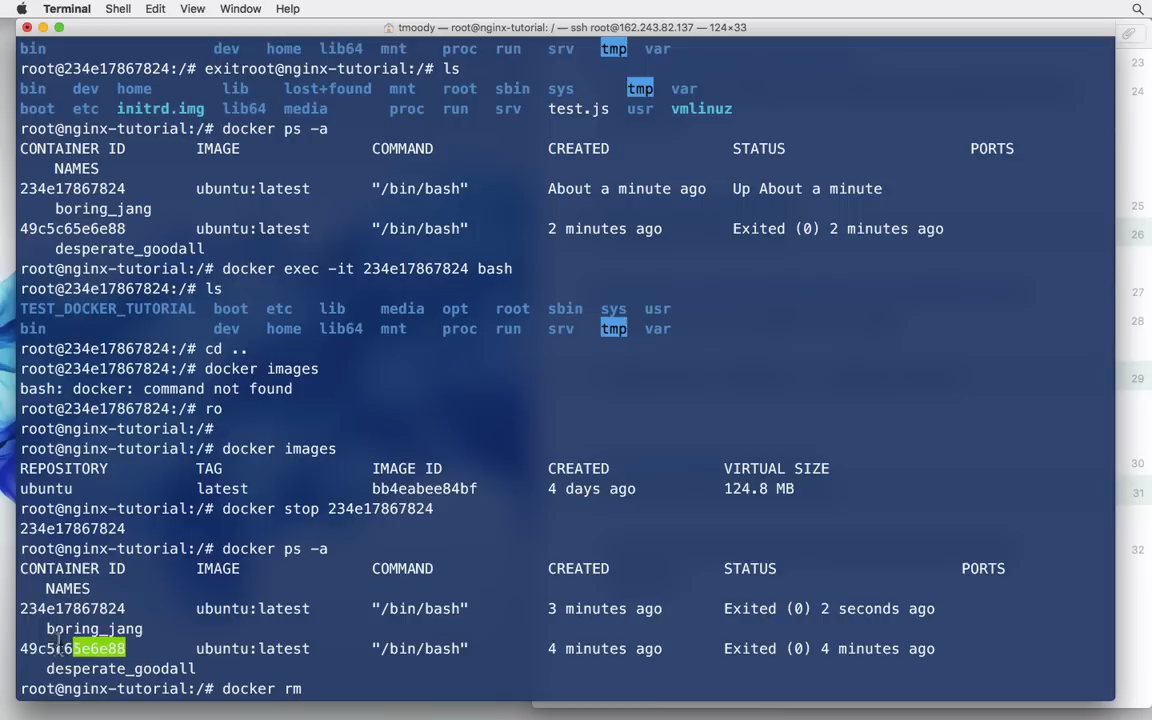 Terminal Shell Edit View Window Help
tmoody — root@nginx-tutorial: / — ssh root@162.243.82.137 — 124×33
bin dev home lib64 mnt proc run srv tmp var
root@234e17867824:/# exitroot@nginx-tutorial:/# ls
bin dev home lib lost+found mnt root sbin sys tmp var
boot etc initrd.img lib64 media proc run srv test.js usr vmlinuz
root@nginx-tutorial:/# docker ps -a
CONTAINER ID IMAGE COMMAND CREATED STATUS PORTS
NAMES
234e17867824 ubuntu:latest "/bin/bash" About a minute ago Up About a minute
boring_jang
49c5c65e6e88 ubuntu:latest "/bin/bash" 2 minutes ago Exited (0) 2 minutes ago
desperate_goodall
root@nginx-tutorial:/# docker exec -it 234e17867824 bash
root@234e17867824:/# ls
TEST_DOCKER_TUTORIAL boot etc lib media opt root sbin sys usr
bin dev home lib64 mnt proc run srv tmp var
root@234e17867824:/# cd ..
root@234e17867824:/# docker images
bash: docker: command not found
root@234e17867824:/# ro
root@nginx-tutorial:/#
root@nginx-tutorial:/# docker images
REPOSITORY TAG IMAGE ID CREATED VIRTUAL SIZE
ubuntu latest bb4eabee84bf 4 days ago 124.8 MB
root@nginx-tutorial:/# docker stop 234e17867824
234e17867824
root@nginx-tutorial:/# docker ps -a
CONTAINER ID IMAGE COMMAND CREATED STATUS PORTS
NAMES
234e17867824 ubuntu:latest "/bin/bash" 3 minutes ago Exited (0) 2 seconds ago
boring_jang
49c5c65e6e88 ubuntu:latest "/bin/bash" 4 minutes ago Exited (0) 4 minutes ago
desperate_goodall
root@nginx-tutorial:/# docker rm
23
24
25
26
27
28
29
30
31
32